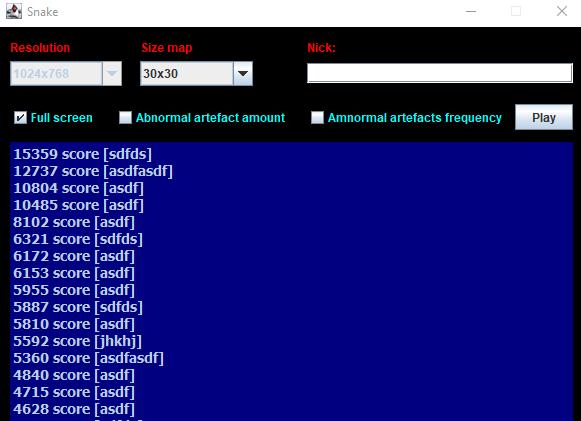 Snake
Resolution Size map Nick:
1024x768 30x30
Full screen Abnormal artefact amount Amnormal artefacts frequency Play
15359 score [sdfds]
12737 score [asdfasdf]
10804 score [asdf]
10485 score [asdf]
8102 score [asdf]
6321 score [sdfds]
6172 score [asdf]
6153 score [asdf]
5955 score [asdf]
5887 score [sdfds]
5810 score [asdf]
5592 score [jhkhj]
5360 score [asdfasdf]
4840 score [asdf]
4715 score [asdf]
4628 score [asdf]